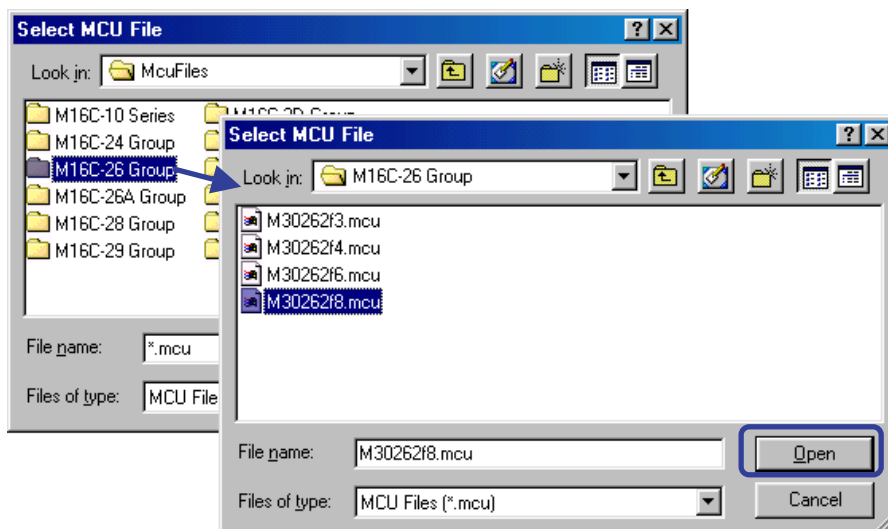 Select MCU File
Look in: McuFiles
M16C-10 Series
M16C-24 Group
M16C-26 Group
M16C-26A Group
M16C-28 Group
M16C-29 Group
File name: *.mcu
Files of type: MCU File
Select MCU File
Look in: M16C-26 Group
M30262f3.mcu
M30262f4.mcu
M30262f6.mcu
M30262f8.mcu
File name: M30262f8.mcu
Open
Files of type: MCU Files (*.mcu)
Cancel